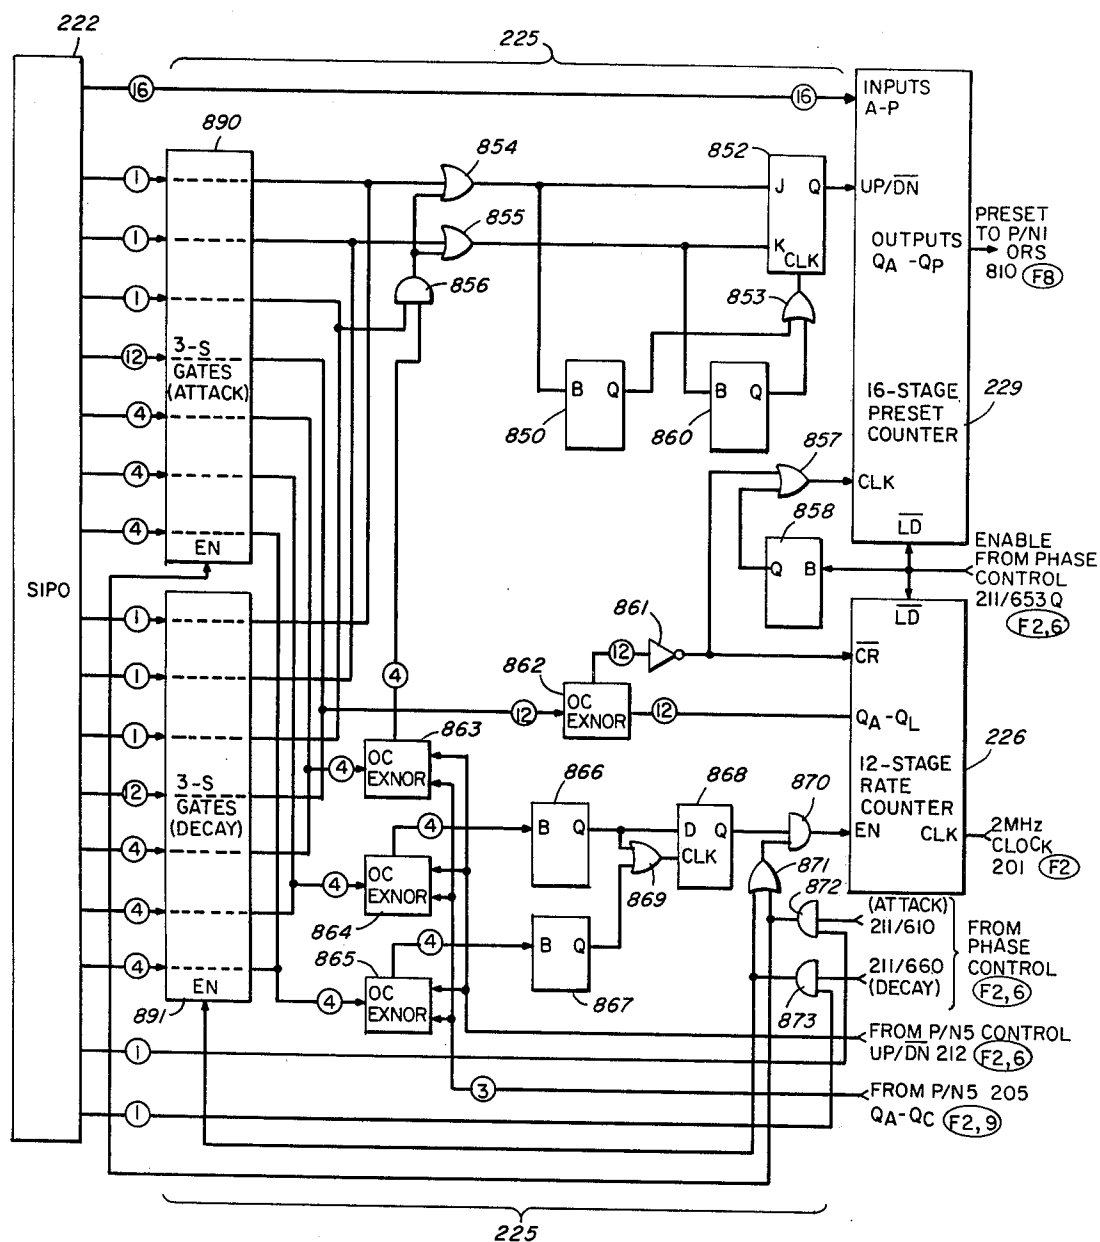 222
225
16
16
INPUTS
A-P
890
854
852
1
J Q
UP/DN
PRESET
TO P/N1
ORS
810 F8
855
1
K
CLK
OUTPUTS
QA -QP
856
853
1
12
3-S
GATES
(ATTACK)
B Q
850
B Q
860
16-STAGE
PRESET
COUNTER
229
4
857
4
CLK
858
4
LD
EN
ENABLE
FROM PHASE
CONTROL
211/653Q
F2,6
Q B
SIPO
LD
1
861
12
CR
862
4
1
OC
EXNOR
12
12
QA-QL
1
863
226
OC
EXNOR
4
12-STAGE
RATE
COUNTER
12
3-S
GATES
(DECAY)
866
868
870
4
B Q
D Q
CLK
EN
CLK
2MHz
CLOCK
201 F2
4
OC
EXNOR
4
864
869
871
872
(ATTACK)
211/610
4
865
4
B Q
867
FROM
PHASE
CONTROL
F2,6
4
211/660
(DECAY)
EN
OC
EXNOR
4
873
891
FROM P/N5 CONTROL
UP/DN 212 F2,6
1
3
FROM P/N5 205
QA-QC F2,9
1
225